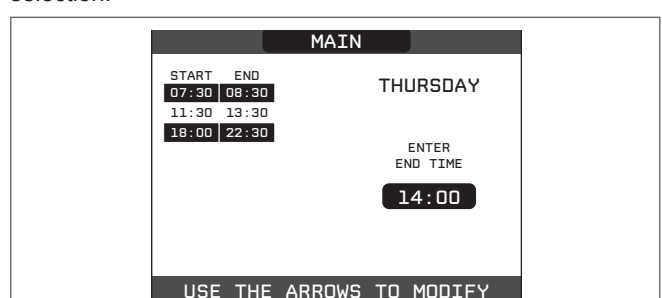 selection.
MAIN
START END
07:30 08:30
11:30 13:30
18:00 22:30
THURSDAY
ENTER
END TIME
14:00
USE THE ARROWS TO MODIFY